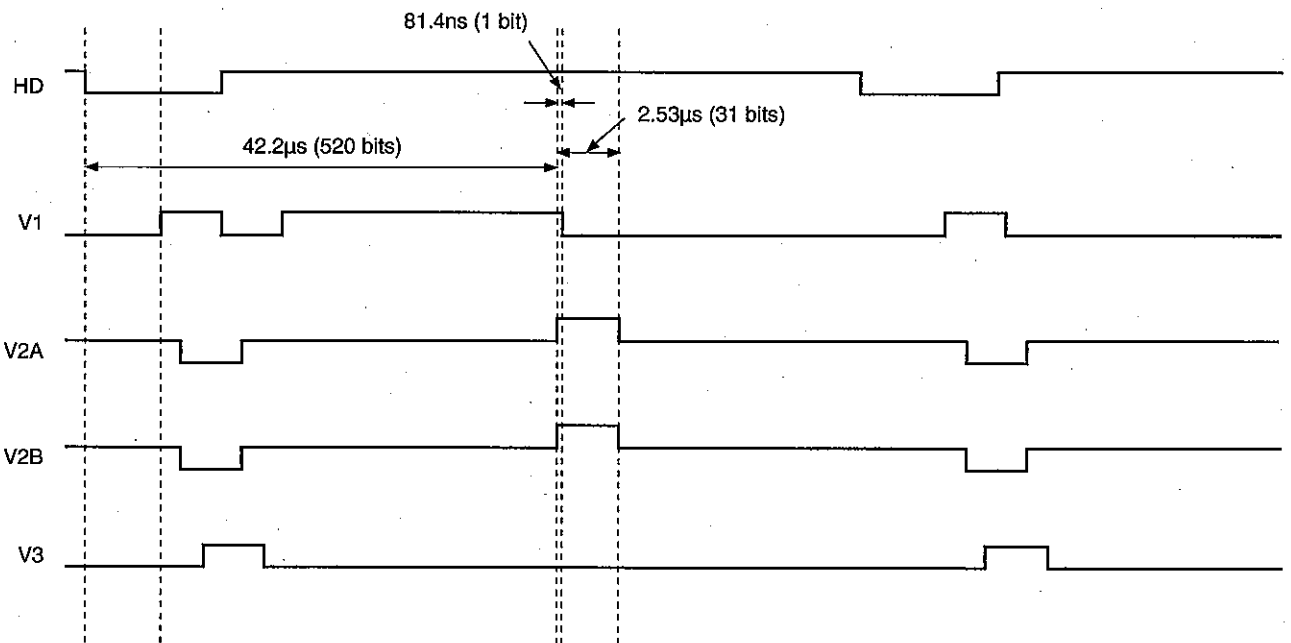 81.4ns (1 bit)
HD
2.53µs (31 bits)
42.2µs (520 bits)
V1
V2A
V2B
V3